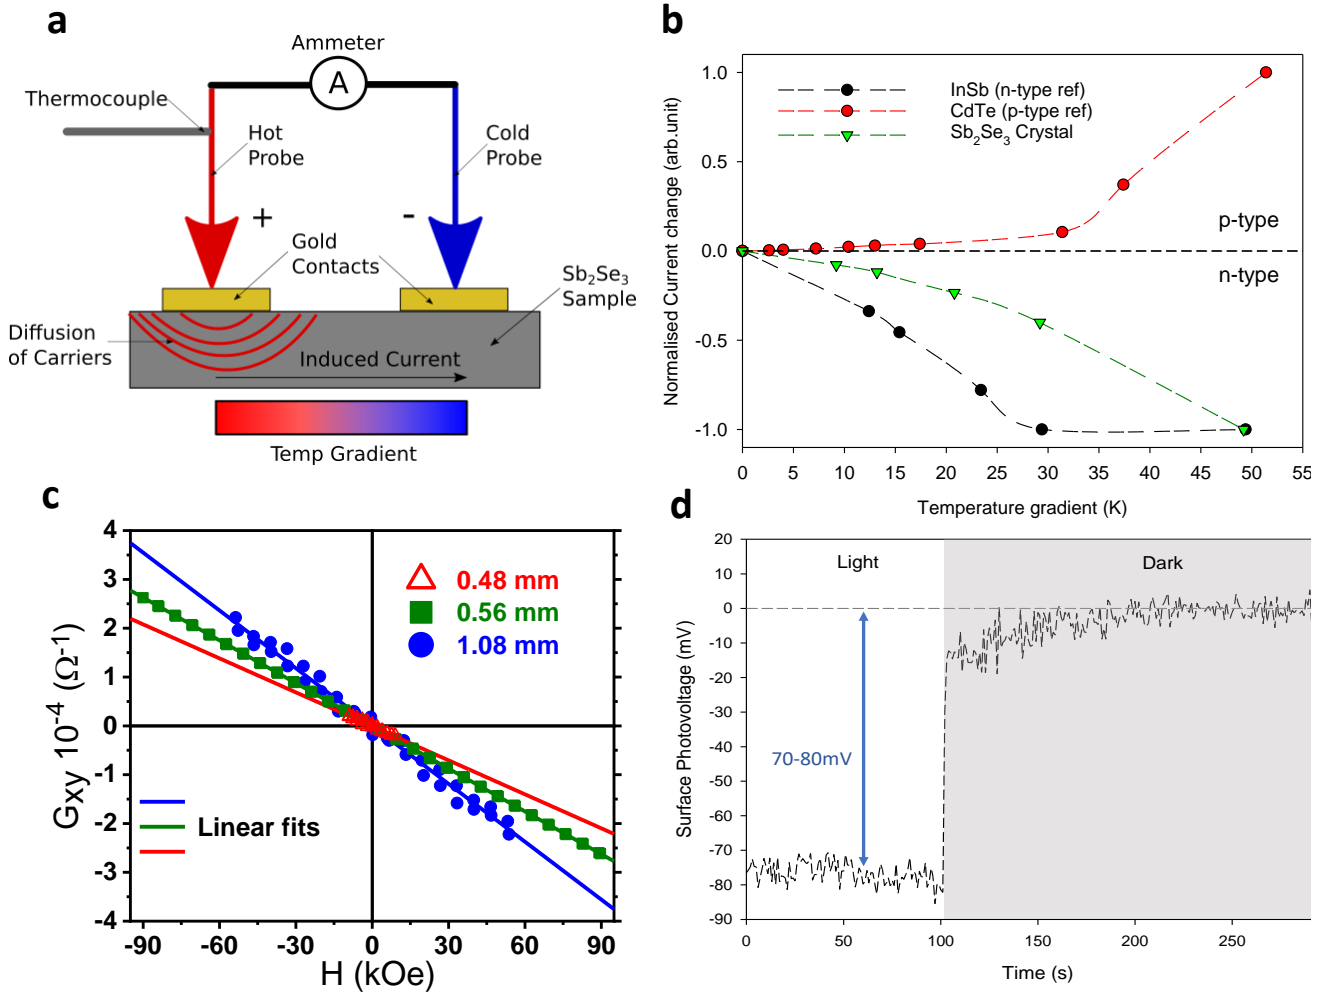 a
Ammeter
A
Thermocouple
Hot
Probe
Cold
Probe
+
-
Gold
Contacts
Sb₂Se₃
Sample
Diffusion
of Carriers
Induced Current
Temp Gradient
b
Normalised Current change (arb.unit)
1.0
0.5
0.0
-0.5
-1.0
InSb (n-type ref)
CdTe (p-type ref)
Sb₂Se₃ Crystal
p-type
n-type
0 5 10 15 20 25 30 35 40 45 50 55
Temperature gradient (K)
c
Gxy 10⁻⁴ (Ω⁻¹)
4
3
2
1
0
-1
-2
-3
-4
0.48 mm
0.56 mm
1.08 mm
Linear fits
-90 -60 -30 0 30 60 90
H (kOe)
d
Surface Photovoltage (mV)
20
10
0
-10
-20
-30
-40
-50
-60
-70
-80
-90
Light
Dark
70-80mV
0 50 100 150 200 250
Time (s)